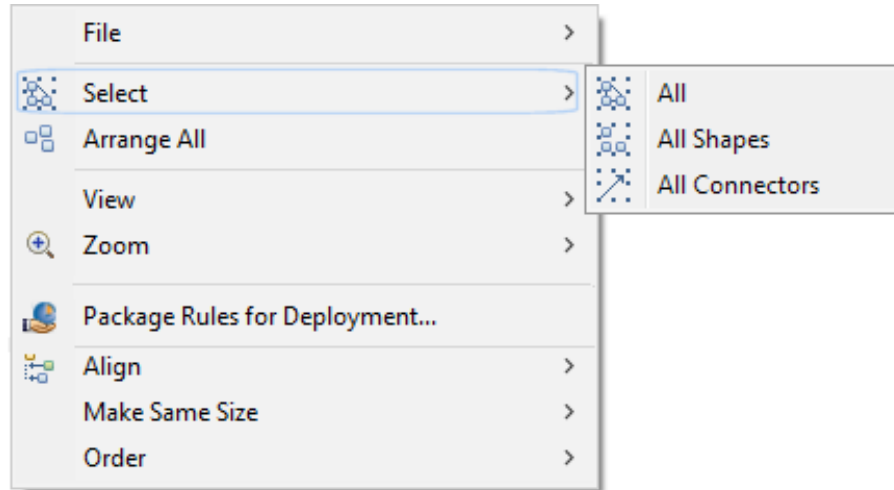 File
Select
Arrange All
View
Zoom
Package Rules for Deployment...
Align
Make Same Size
Order
All
All Shapes
All Connectors